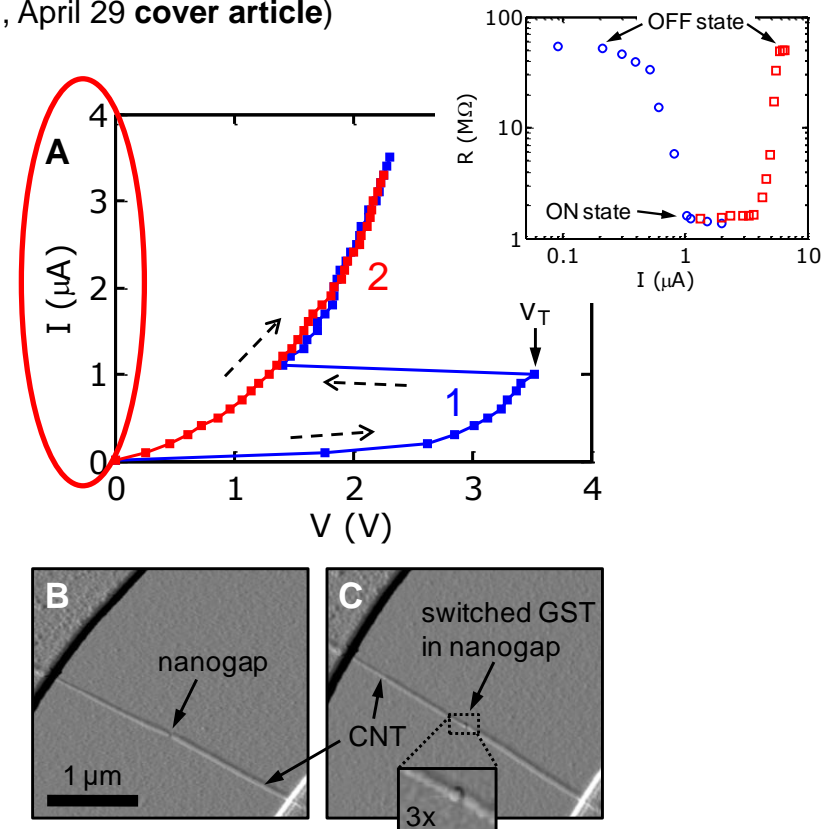 , April 29 cover article)
100
10
1
R (MΩ)
OFF state
ON state
0.1
1
10
I (μA)
A
4
3
2
1
0
I (μA)
2
1
VT
0
1
2
3
4
V (V)
B
nanogap
1 μm
CNT
C
switched GST
in nanogap
3x